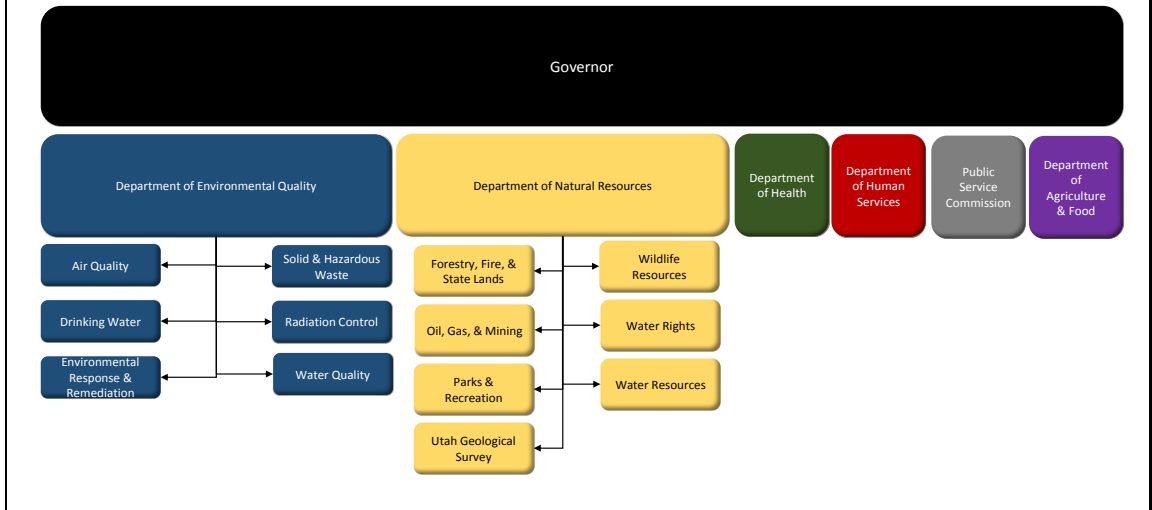 Governor
Department of Environmental Quality
Department of Natural Resources
Department
of Health
Department
of Human
Services
Public
Service
Commission
Department
of
Agriculture
& Food
Air Quality
Solid & Hazardous
Waste
Drinking Water
Radiation Control
Environmental
Response &
Remediation
Water Quality
Forestry, Fire, &
State Lands
Wildlife
Resources
Oil, Gas, & Mining
Water Rights
Parks &
Recreation
Water Resources
Utah Geological
Survey